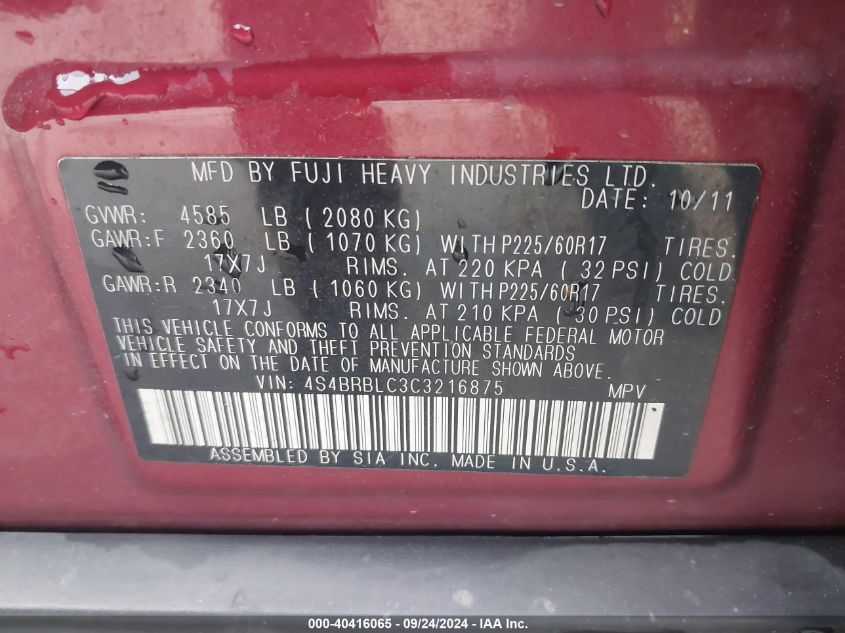 MFD BY FUJI HEAVY INDUSTRIES LTD.
DATE: 10/11
GVWR: 4585 LB ( 2080 KG)
GAWR:F 2360 LB ( 1070 KG) WITH P225/60R17 TIRES.
17X7J RIMS. AT 220 KPA ( 32 PSI) COLD
GAWR:R 2340 LB ( 1060 KG) WITH P225/60R17 TIRES.
17X7J RIMS. AT 210 KPA ( 30 PSI) COLD
THIS VEHICLE CONFORMS TO ALL APPLICABLE FEDERAL MOTOR
VEHICLE SAFETY AND THEFT PREVENTION STANDARDS
IN EFFECT ON THE DATE OF MANUFACTURE SHOWN ABOVE.
VIN: 4S4BRBLC3C3216875 MPV
ASSEMBLED BY SIA INC. MADE IN U.S.A.
000-40416065 - 09/24/2024 - IAA Inc.